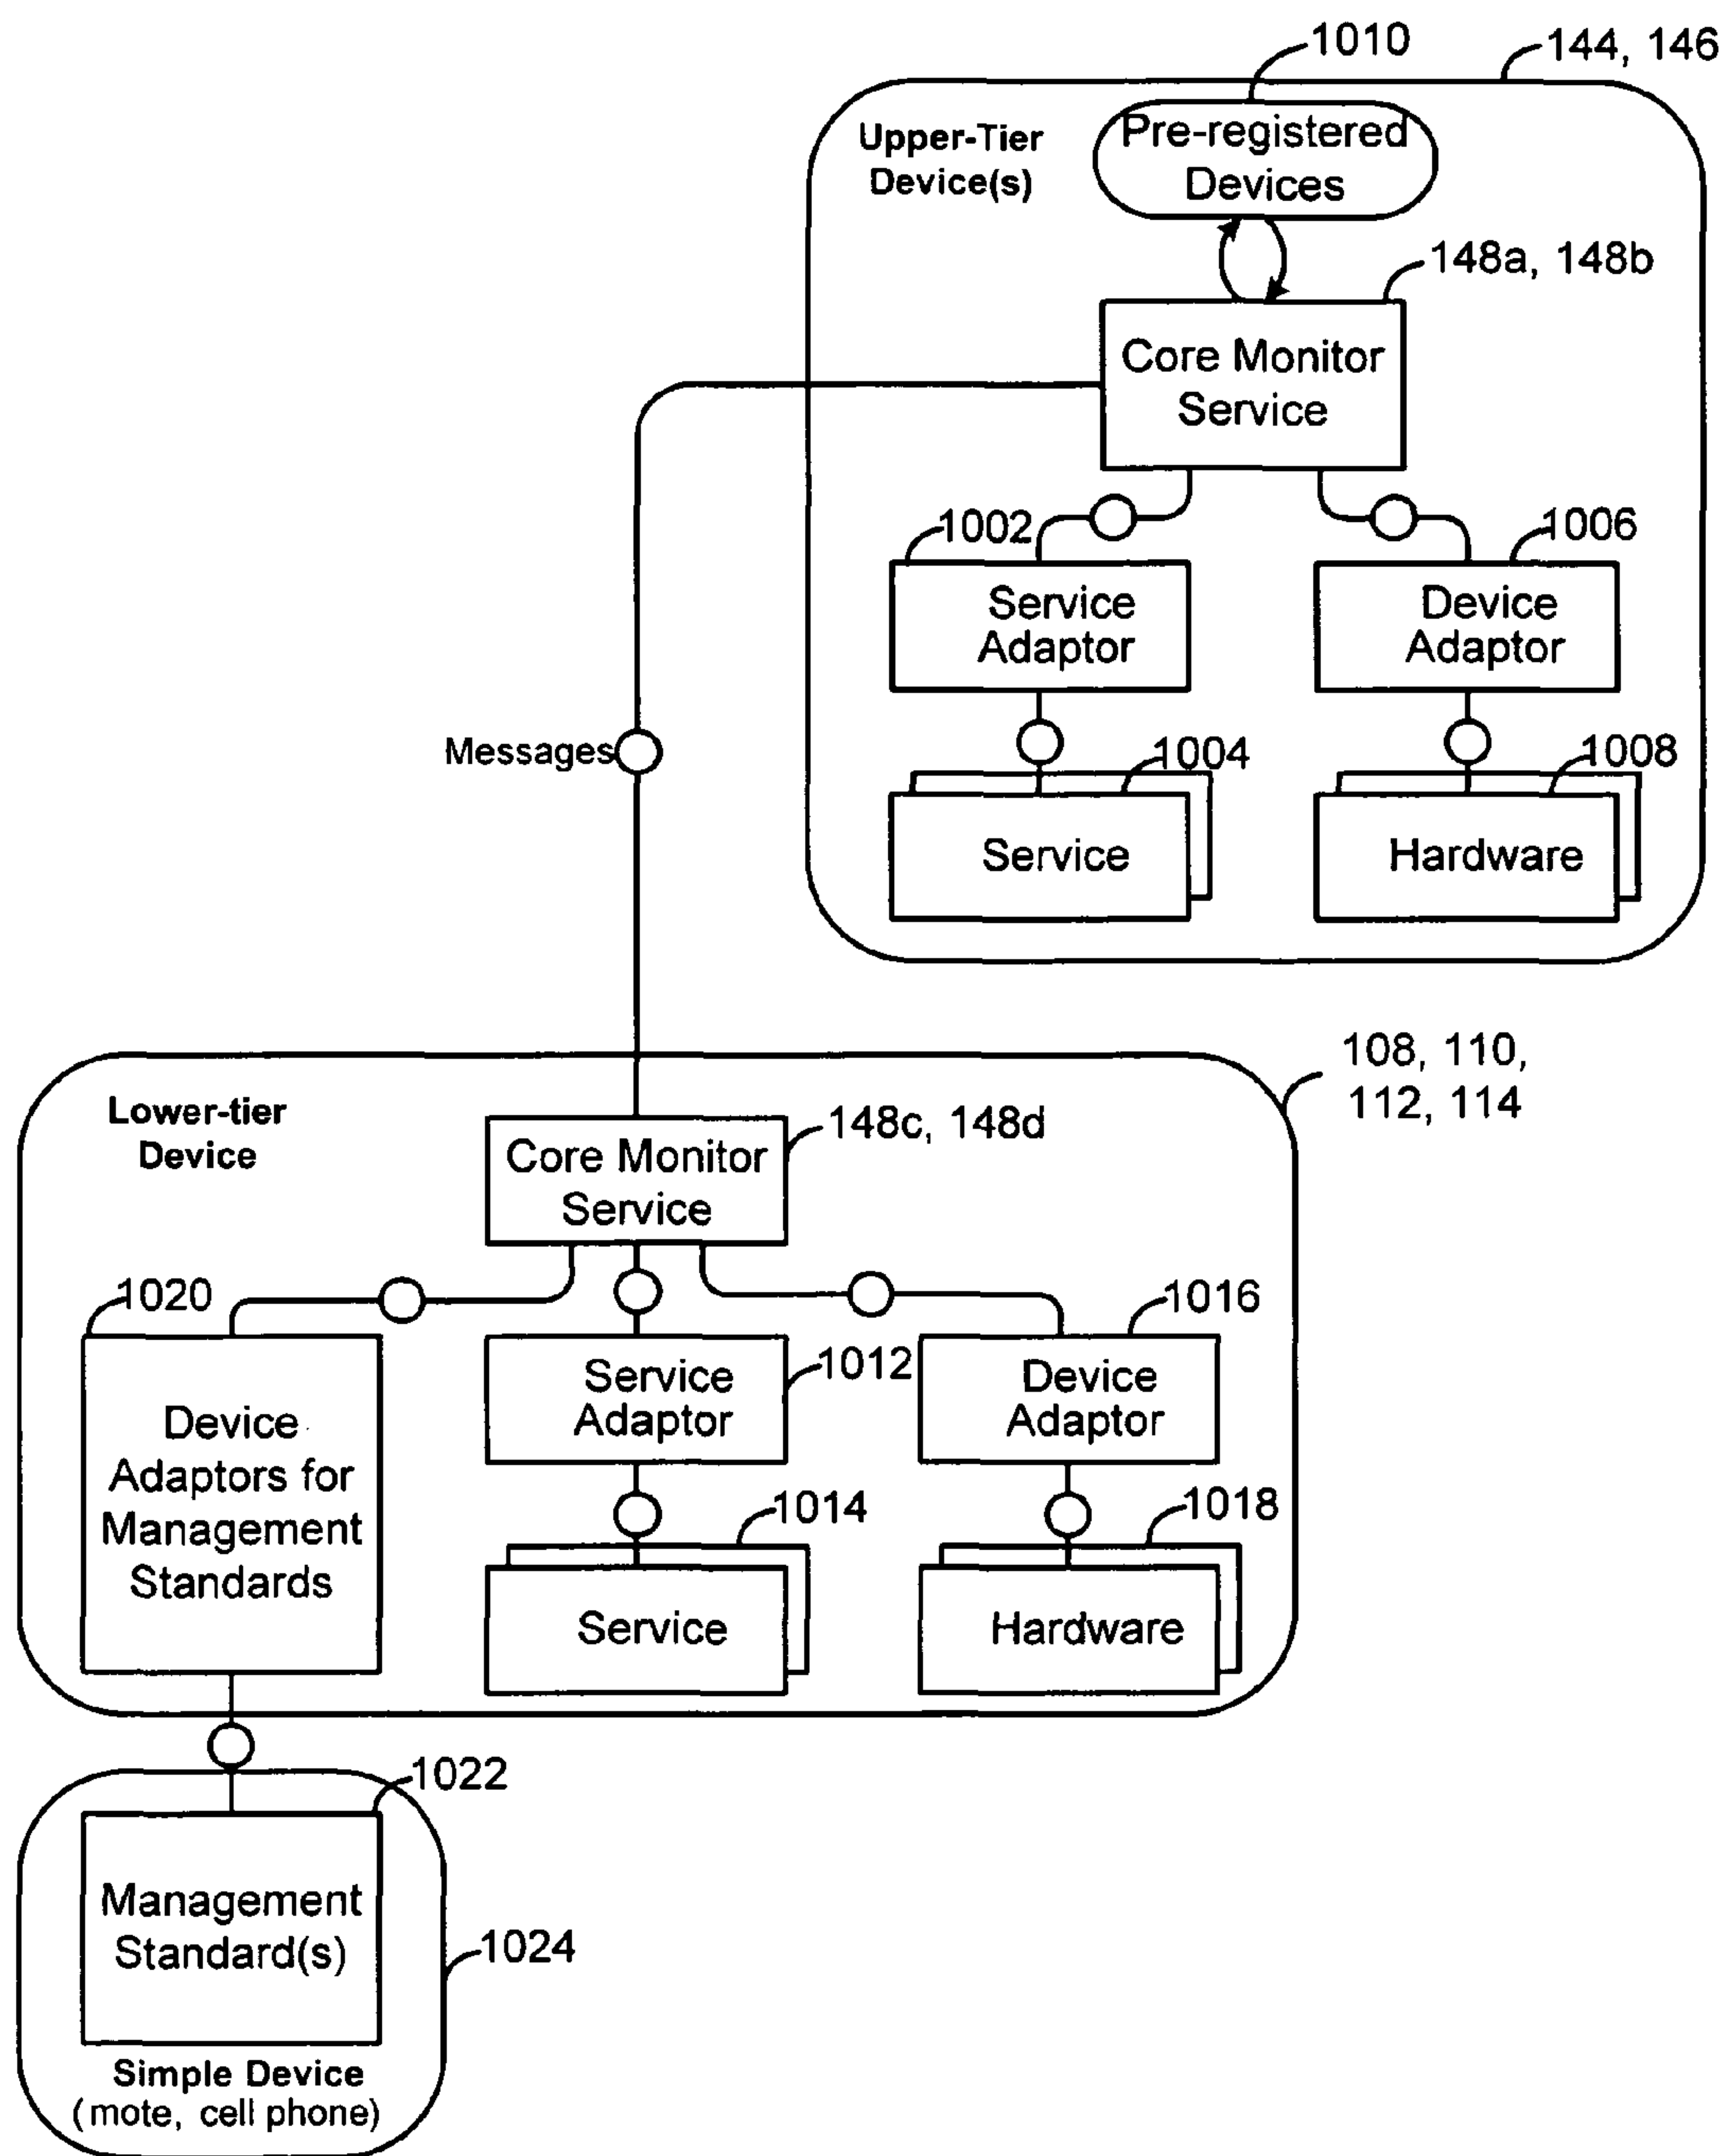 1010
144, 146
Upper-Tier
Device(s)
Pre-registered
Devices
148a, 148b
Core Monitor
Service
1002
1006
Service
Adaptor
Device
Adaptor
Messages
1004
1008
Service
Hardware
108, 110,
112, 114
Lower-tier
Device
148c, 148d
Core Monitor
Service
1020
1016
Device
Adaptors for
Management
Standards
Service
Adaptor
1012
Device
Adaptor
1014
1018
Service
Hardware
1022
Management
Standard(s)
1024
Simple Device
(mote, cell phone)